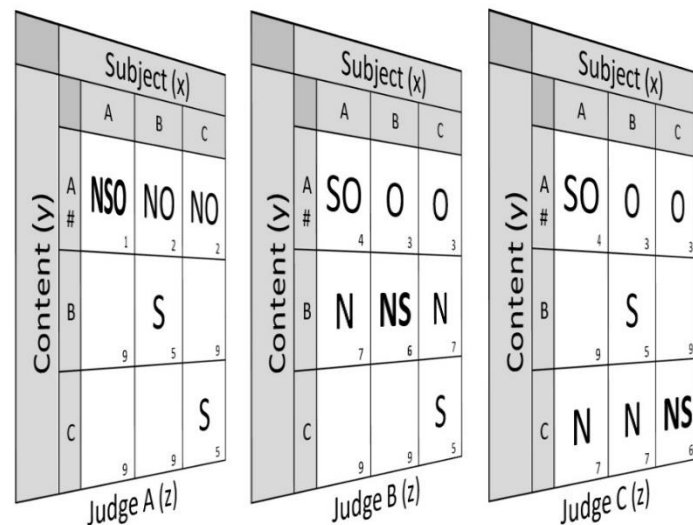 Subject (x)
A B C
Content (y)
A # NSO 1 NO 2 NO 2
B 9 S 5 9
C 9 9 S 5
Judge A (z)
Subject (x)
A B C
Content (y)
A # SO 4 O 3 O 3
B N 7 NS 6 N 7
C 9 9 S 5
Judge B (z)
Subject (x)
A B C
Content (y)
A # SO 4 O 3 O 3
B 9 S 5 9
C N 7 N 7 NS 6
Judge C (z)